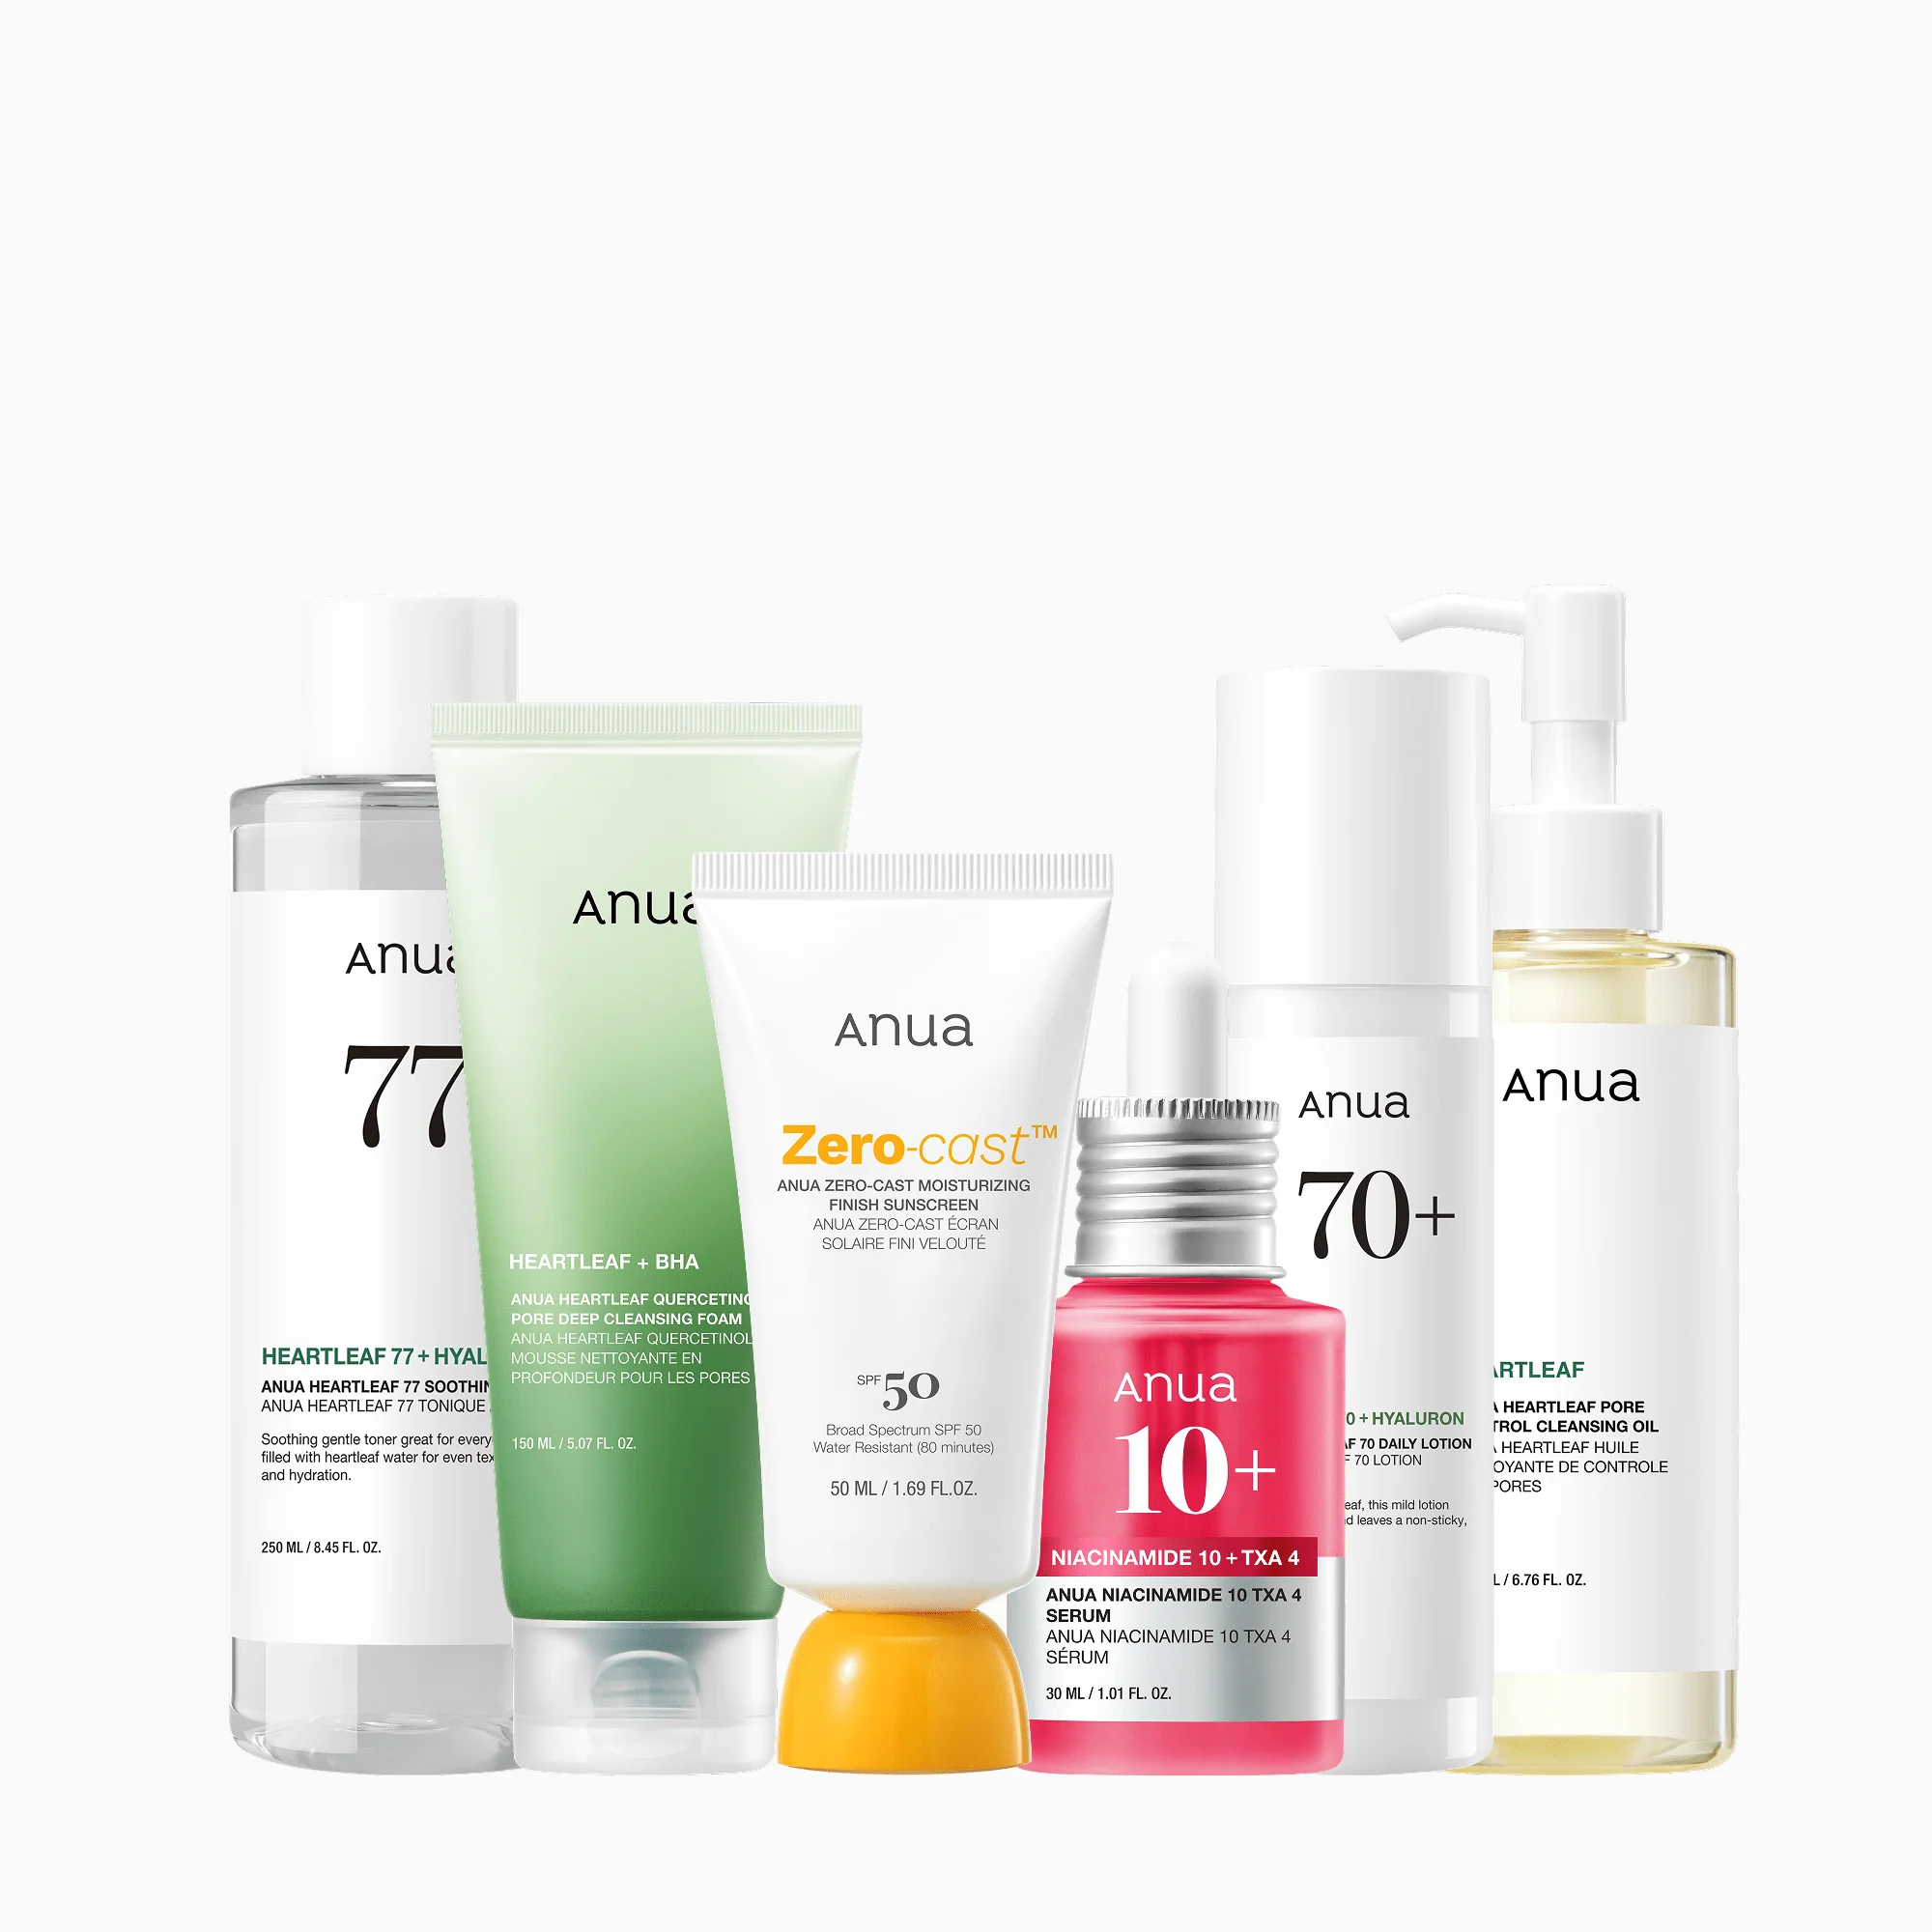 Anua
77
HEARTLEAF 77 + HYAL
ANUA HEARTLEAF 77 SOOTHIN
ANUA HEARTLEAF 77 TONIQUE
Soothing gentle toner great for every
filled with heartleaf water for even tex
and hydration.
250 ML / 8.45 FL. OZ.
Anua
HEARTLEAF + BHA
ANUA HEARTLEAF QUERCETINO
PORE DEEP CLEANSING FOAM
ANUA HEARTLEAF QUERCETINOL
MOUSSE NETTOYANTE EN
PROFONDEUR POUR LES PORES
150 ML / 5.07 FL. OZ.
Anua
Zero-cast™
ANUA ZERO-CAST MOISTURIZING
FINISH SUNSCREEN
ANUA ZERO-CAST ÉCRAN
SOLAIRE FINI VELOUTÉ
SPF 50
Broad Spectrum SPF 50
Water Resistant (80 minutes)
50 ML / 1.69 FL.OZ.
Anua
10+
NIACINAMIDE 10 + TXA 4
ANUA NIACINAMIDE 10 TXA 4
SERUM
ANUA NIACINAMIDE 10 TXA 4
SÉRUM
30 ML / 1.01 FL. OZ.
Anua
70+
0 + HYALURON
AF 70 DAILY LOTION
F 70 LOTION
eaf, this mild lotion
d leaves a non-sticky,
Anua
ARTLEAF
A HEARTLEAF PORE
TROL CLEANSING OIL
A HEARTLEAF HUILE
OYANTE DE CONTROLE
PORES
L / 6.76 FL. OZ.